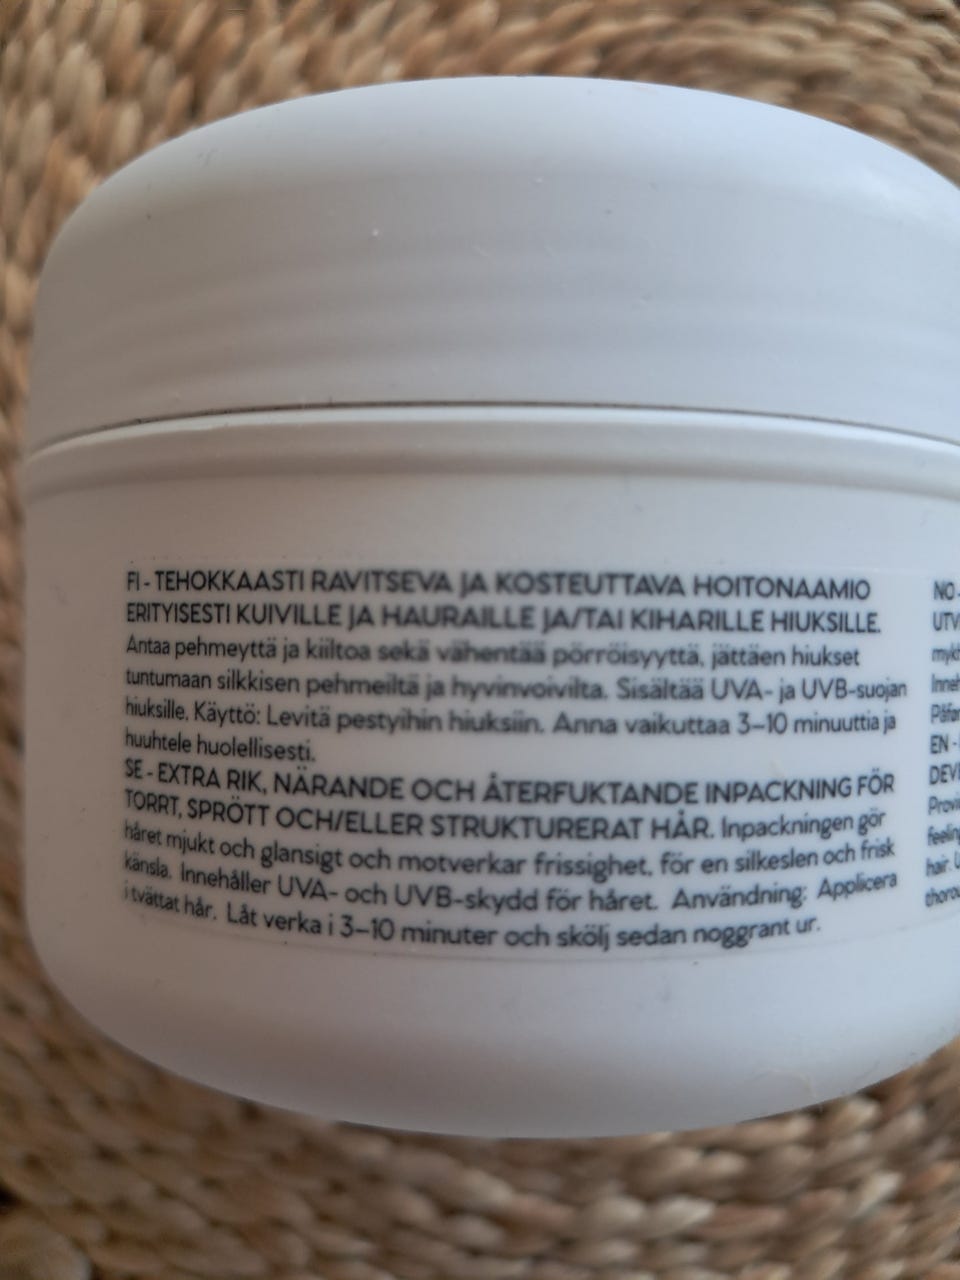 FI - TEHOKKAASTI RAVITSEVA JA KOSTEUTTAVA HOITONAAMIO
ERITYISESTI KUIVILLE JA HAURAILLE JA/TAI KIHARILLE HIUKSILLE.
Antaa pehmeyttä ja kiiltoa sekä vähentää pörröisyyttä, jättäen hiukset
tuntumaan silkkisen pehmeiltä ja hyvinvoivilta. Sisältää UVA- ja UVB-suojan
hiuksille. Käyttö: Levitä pestyihin hiuksiin. Anna vaikuttaa 3–10 minuuttia ja
huuhtele huolellisesti.
SE - EXTRA RIK, NÄRANDE OCH ÅTERFUKTANDE INPACKNING FÖR
TORRT, SPRÖTT OCH/ELLER STRUKTURERAT HÅR. Inpackningen gör
håret mjukt och glansigt och motverkar frissighet, för en silkeslen och frisk
känsla. Innehåller UVA- och UVB-skydd för håret. Användning: Applicera
i tvättat hår. Låt verka i 3–10 minuter och skölj sedan noggrant ur.
NO -
EN -